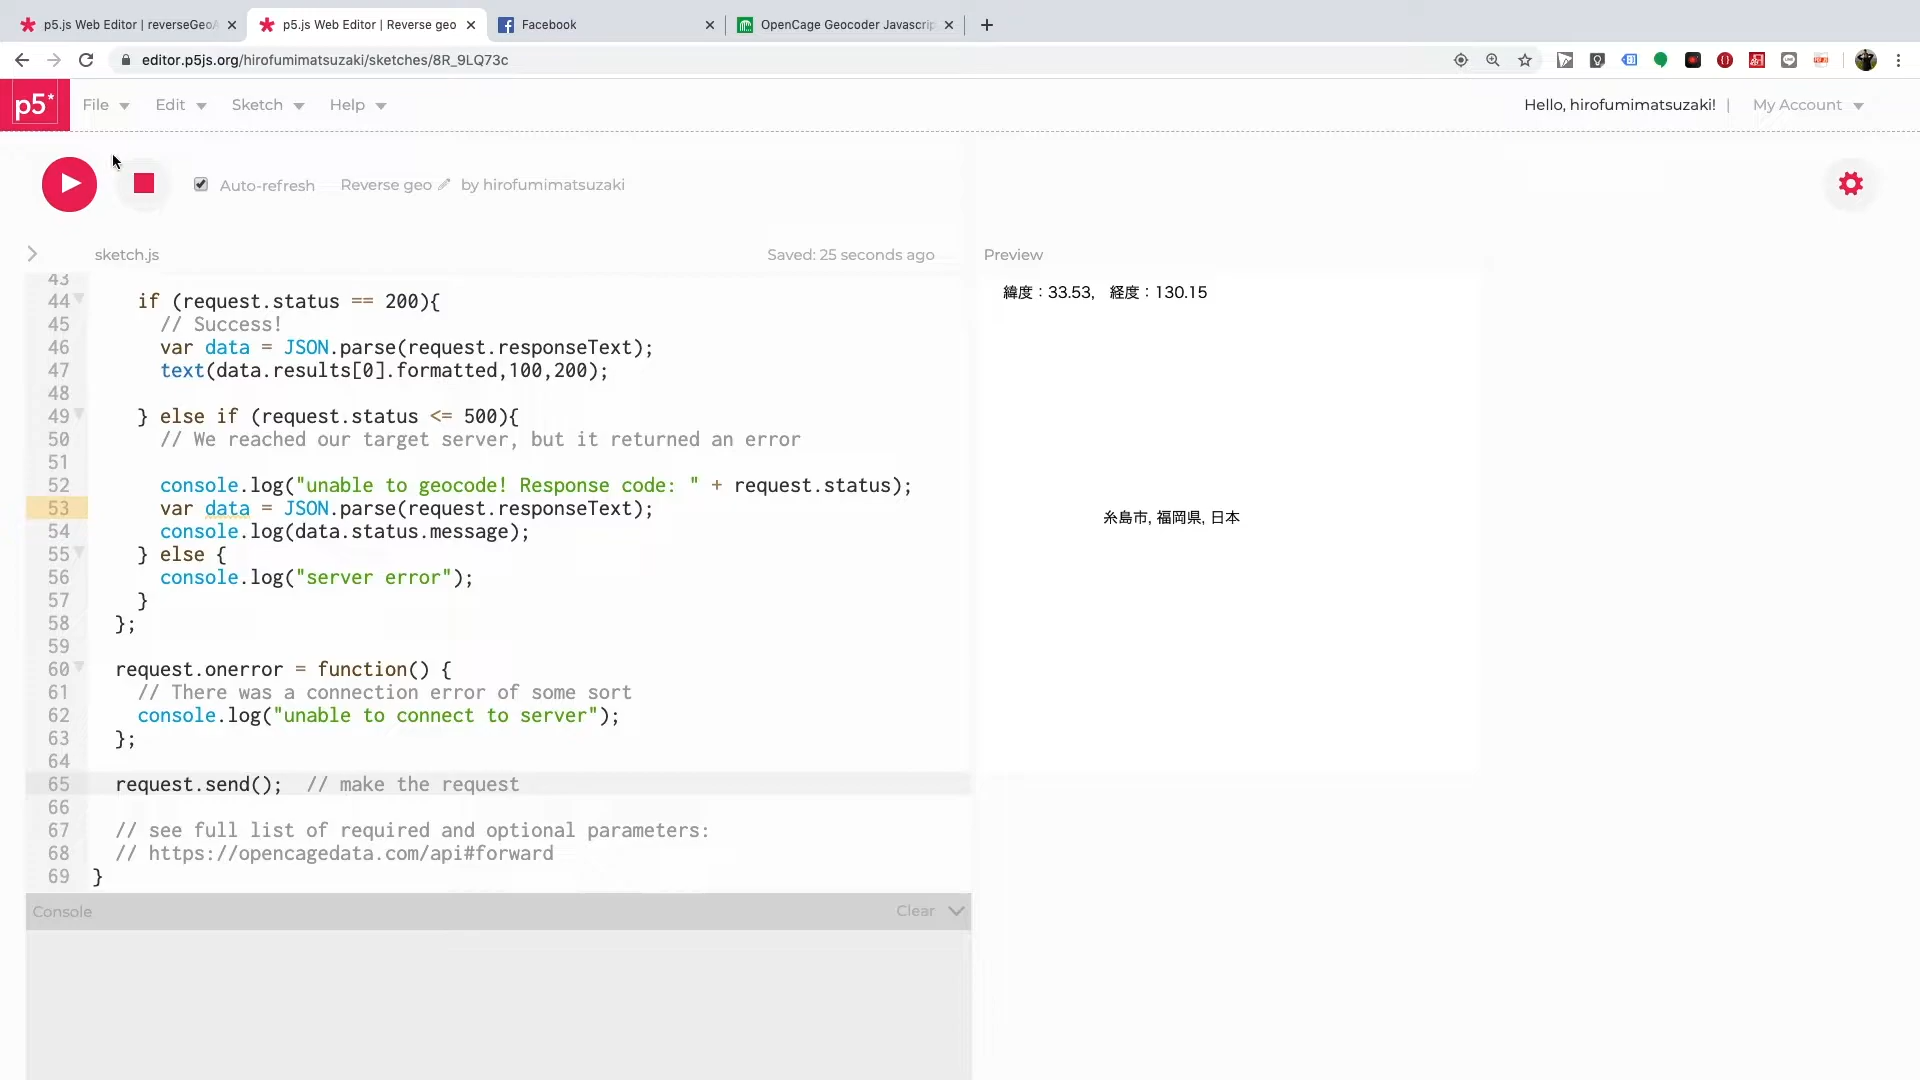 p5.js Web Editor | reverseGeoA
p5.js Web Editor | Reverse geo
Facebook
OpenCage Geocoder Javascrip
editor.p5js.org/hirofumimatsuzaki/sketches/8R_9LQ73c
p5*
File
Edit
Sketch
Help
Hello, hirofumimatsuzaki! |
My Account
Auto-refresh
Reverse geo
by hirofumimatsuzaki
sketch.js
Saved: 25 seconds ago
Preview
43
44 if (request.status == 200){
45 // Success!
46 var data = JSON.parse(request.responseText);
47 text(data.results[0].formatted,100,200);
48
49 } else if (request.status <= 500){
50 // We reached our target server, but it returned an error
51
52 console.log("unable to geocode! Response code: " + request.status);
53 var data = JSON.parse(request.responseText);
54 console.log(data.status.message);
55 } else {
56 console.log("server error");
57 }
58 };
59
60 request.onerror = function() {
61 // There was a connection error of some sort
62 console.log("unable to connect to server");
63 };
64
65 request.send(); // make the request
66
67 // see full list of required and optional parameters:
68 // https://opencagedata.com/api#forward
69 }
緯度：33.53, 経度：130.15
糸島市, 福岡県, 日本
Console
Clear